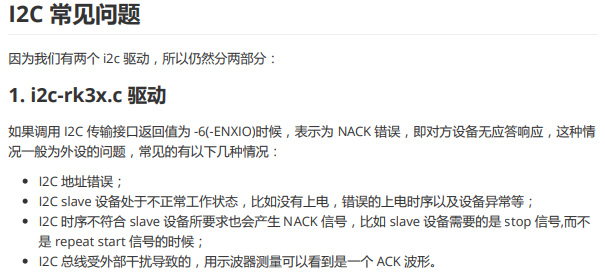 I2C 常见问题
因为我们有两个 i2c 驱动，所以仍然分两部分：
1. i2c-rk3x.c 驱动
如果调用 I2C 传输接口返回值为 -6(-ENXIO)时候，表示为 NACK 错误，即对方设备无应答响应，这种情
况一般为外设的问题，常见的有以下几种情况：
• I2C 地址错误；
• I2C slave 设备处于不正常工作状态，比如没有上电，错误的上电时序以及设备异常等；
• I2C 时序不符合 slave 设备所要求也会产生 NACK 信号，比如 slave 设备需要的是 stop 信号,而不
是 repeat start 信号的时候；
• I2C 总线受外部干扰导致的，用示波器测量可以看到是一个 ACK 波形。